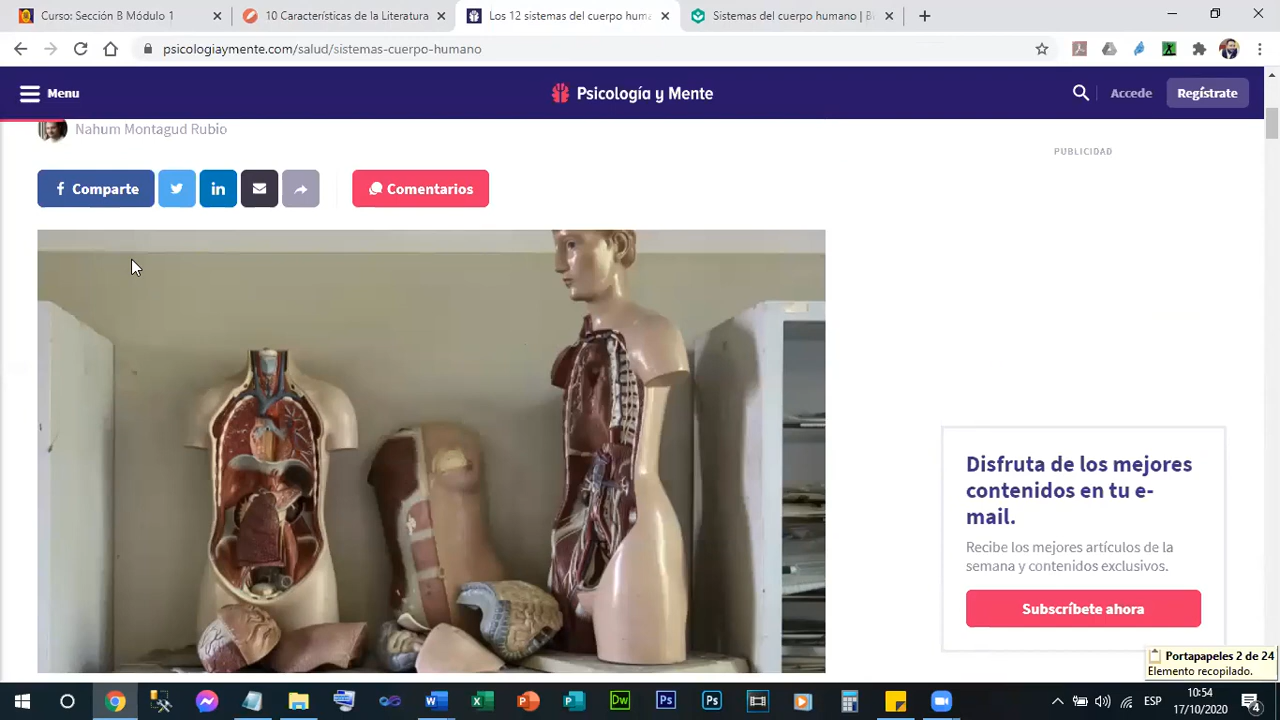 Curso: Sección B Módulo 1
10 Características de la Literatura
Los 12 sistemas del cuerpo huma
Sistemas del cuerpo humano | Bi
psicologiaymente.com/salud/sistemas-cuerpo-humano
Menu
Psicología y Mente
Accede
Regístrate
Nahum Montagud Rubio
PUBLICIDAD
Comparte
Comentarios
Disfruta de los mejores
contenidos en tu e-
mail.
Recibe los mejores artículos de la
semana y contenidos exclusivos.
Subscríbete ahora
Portapapeles 2 de 24
Elemento recopilado.
ESP
10:54
17/10/2020
4